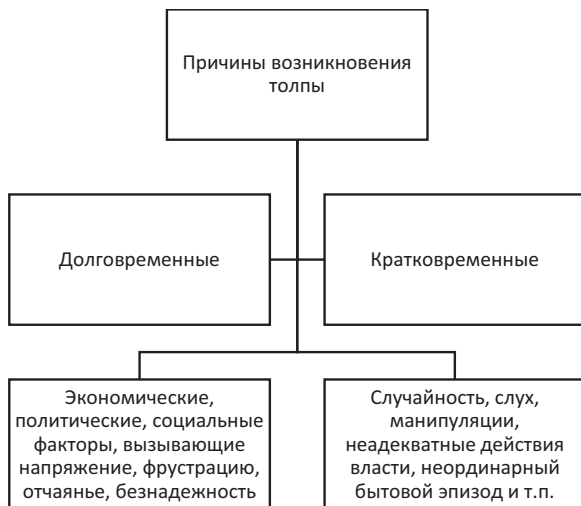 Причины возникновения
толпы
Долговременные
Кратковременные
Экономические,
политические, социальные
факторы, вызывающие
напряжение, фрустрацию,
отчаянье, безнадежность
Случайность, слух,
манипуляции,
неадекватные действия
власти, неординарный
бытовой эпизод и т.п.